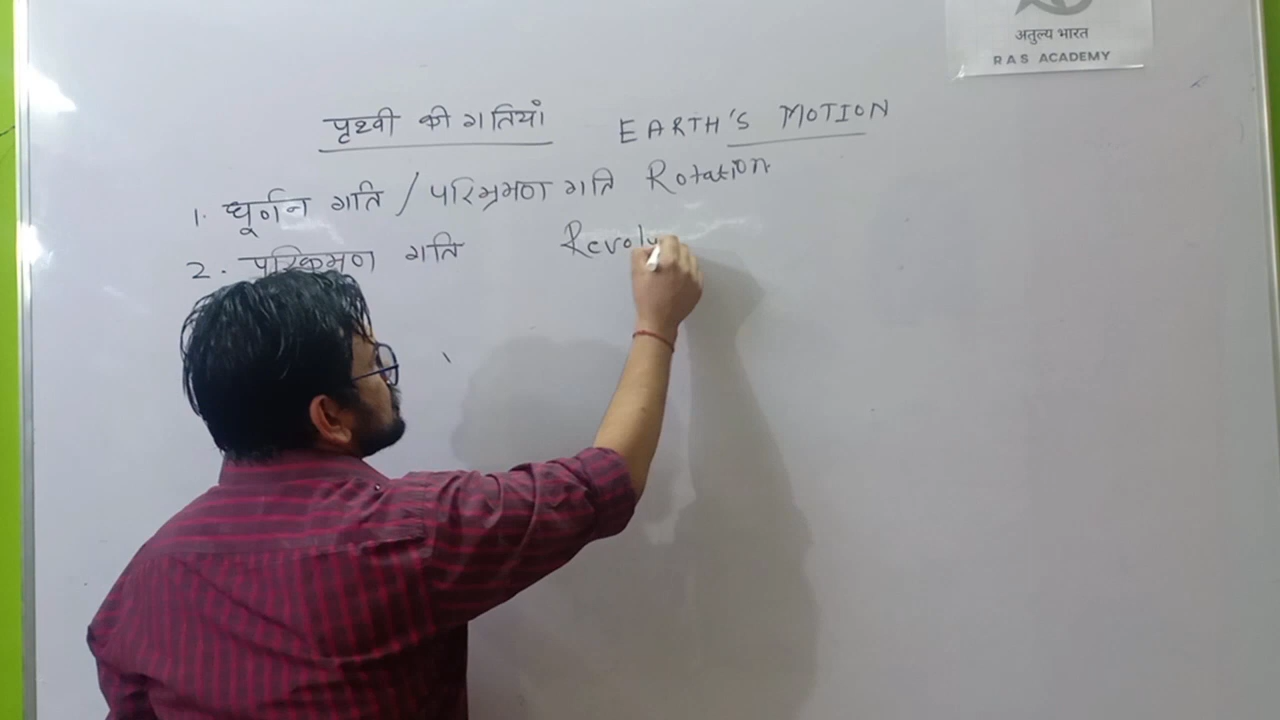 अतुल्य भारत
RAS ACADEMY
पृथ्वी की गतियां EARTH'S MOTION
1. घूर्णन गति / परिभ्रमण गति Rotation
2. परिक्रमण गति Revolu